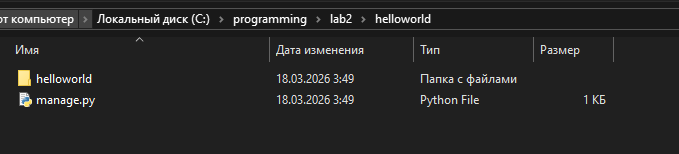 от компьютер > Локальный диск (C:) > programming > lab2 > helloworld
Имя Дата изменения Тип Размер
helloworld 18.03.2026 3:49 Папка с файлами
manage.py 18.03.2026 3:49 Python File 1 КБ